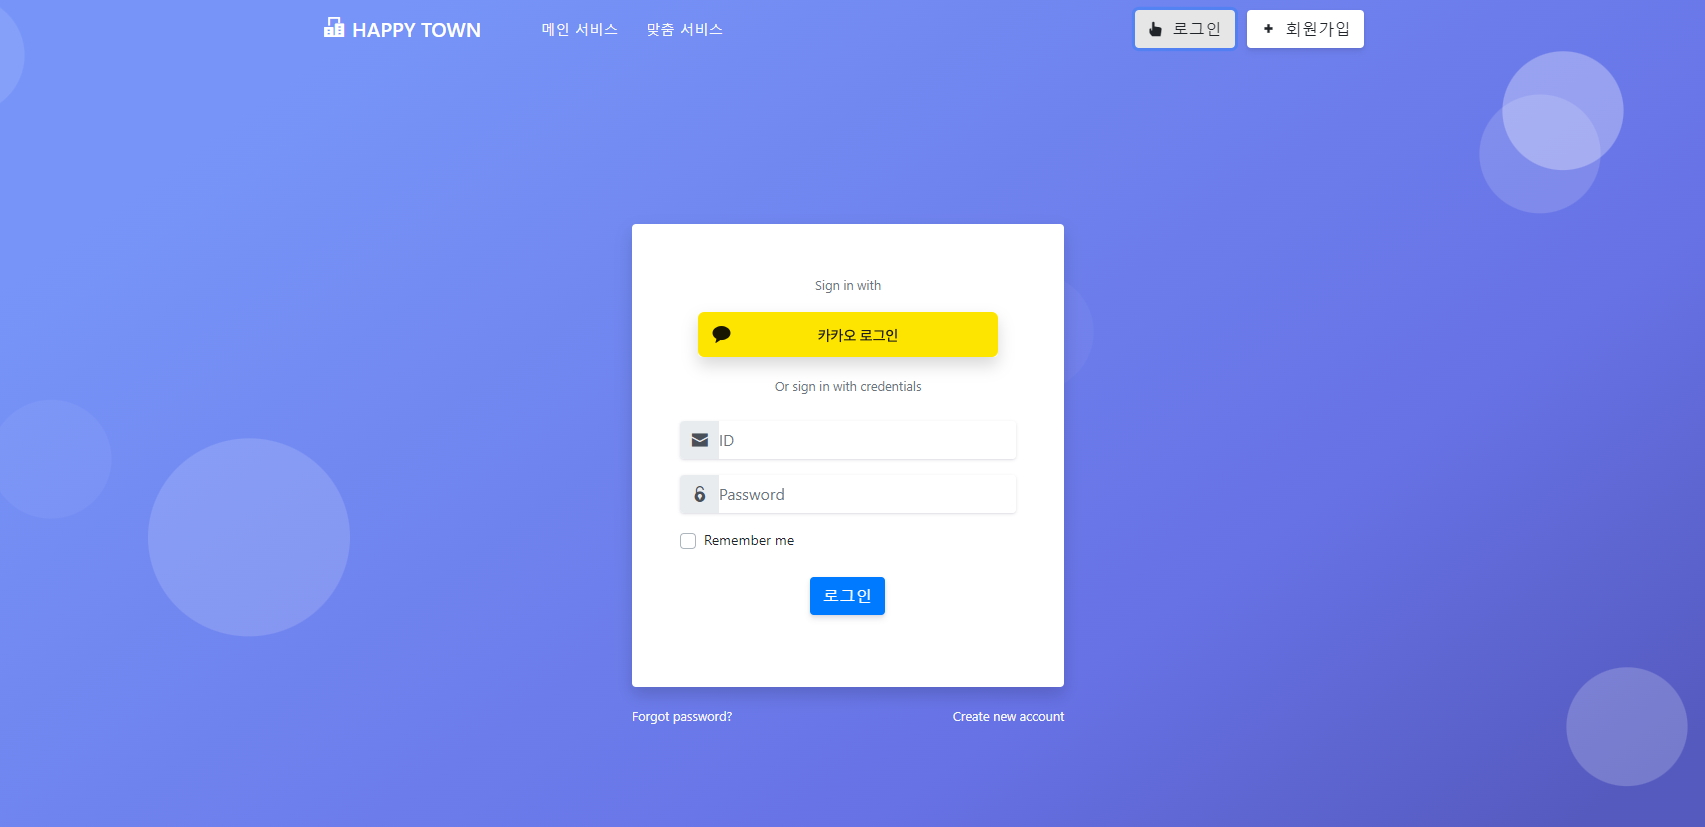 HAPPY TOWN
메인 서비스
맞춤 서비스
로그인
회원가입
Sign in with
카카오 로그인
Or sign in with credentials
ID
Password
Remember me
로그인
Forgot password?
Create new account